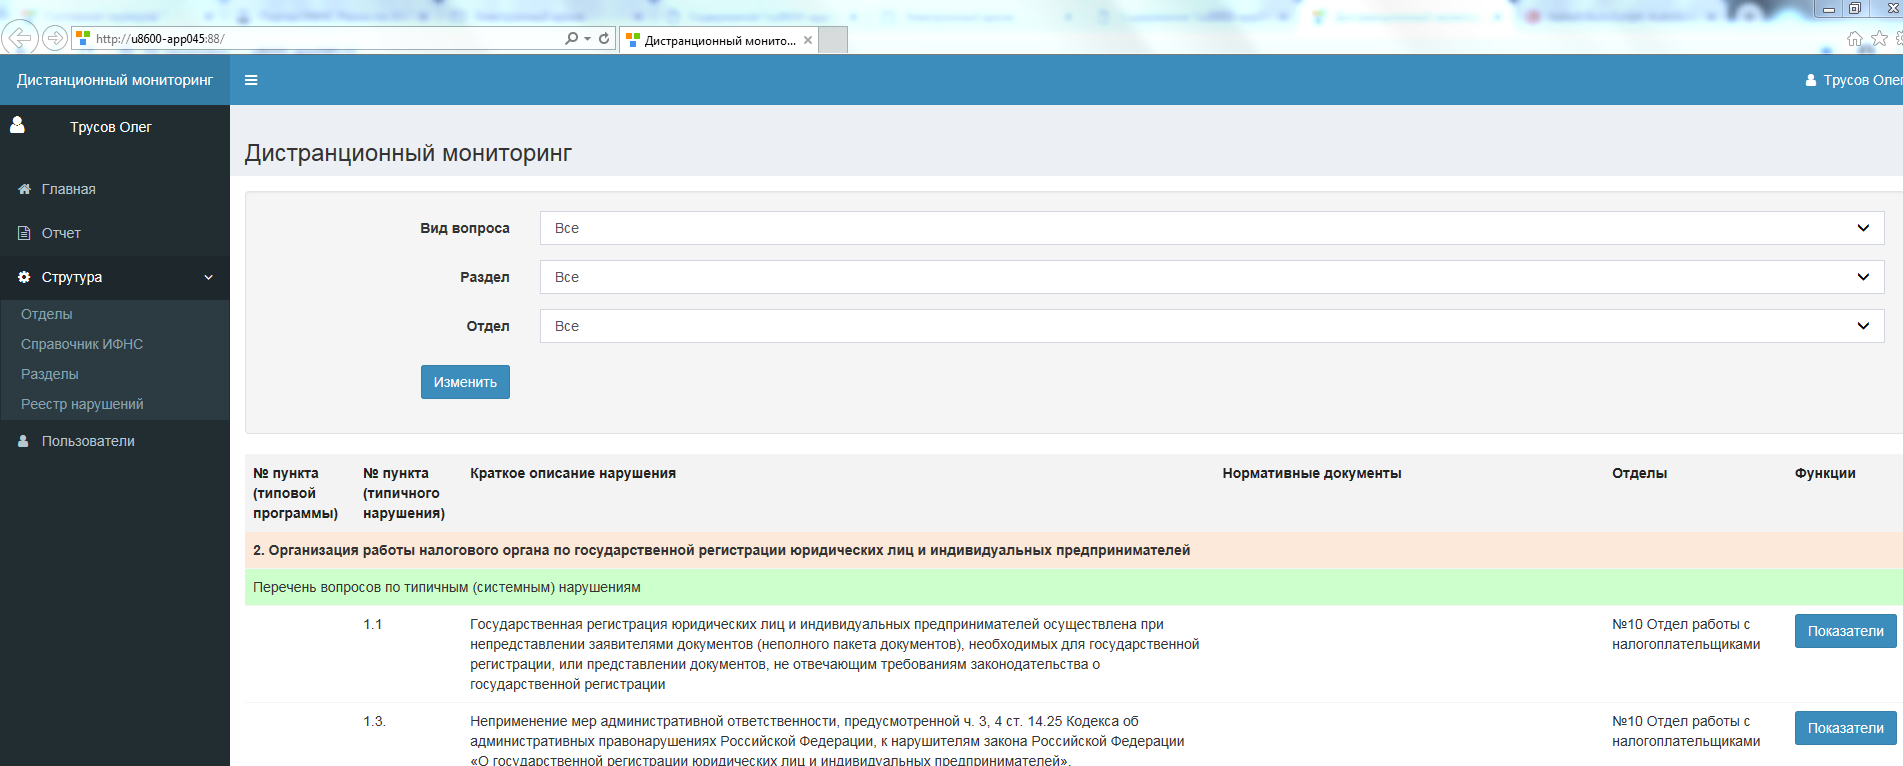 http://u8600-app045:88/
Дистранционный монито...
Дистанционный мониторинг
Трусов Олег
Трусов Олег
Главная
Отчет
Струтура
Отделы
Справочник ИФНС
Разделы
Реестр нарушений
Пользователи
Дистранционный мониторинг
Вид вопроса Все
Раздел Все
Отдел Все
Изменить
№ пункта (типовой программы)
№ пункта (типичного нарушения)
Краткое описание нарушения
Нормативные документы
Отделы
Функции
2. Организация работы налогового органа по государственной регистрации юридических лиц и индивидуальных предпринимателей
Перечень вопросов по типичным (системным) нарушениям
1.1
Государственная регистрация юридических лиц и индивидуальных предпринимателей осуществлена при
непредставлении заявителями документов (неполного пакета документов), необходимых для государственной
регистрации, или представлении документов, не отвечающим требованиям законодательства о
государственной регистрации
№10 Отдел работы с
налогоплательщиками
Показатели
1.3.
Неприменение мер административной ответственности, предусмотренной ч. 3, 4 ст. 14.25 Кодекса об
административных правонарушениях Российской Федерации, к нарушителям закона Российской Федерации
«О государственной регистрации юридических лиц и индивидуальных предпринимателей».
№10 Отдел работы с
налогоплательщиками
Показатели